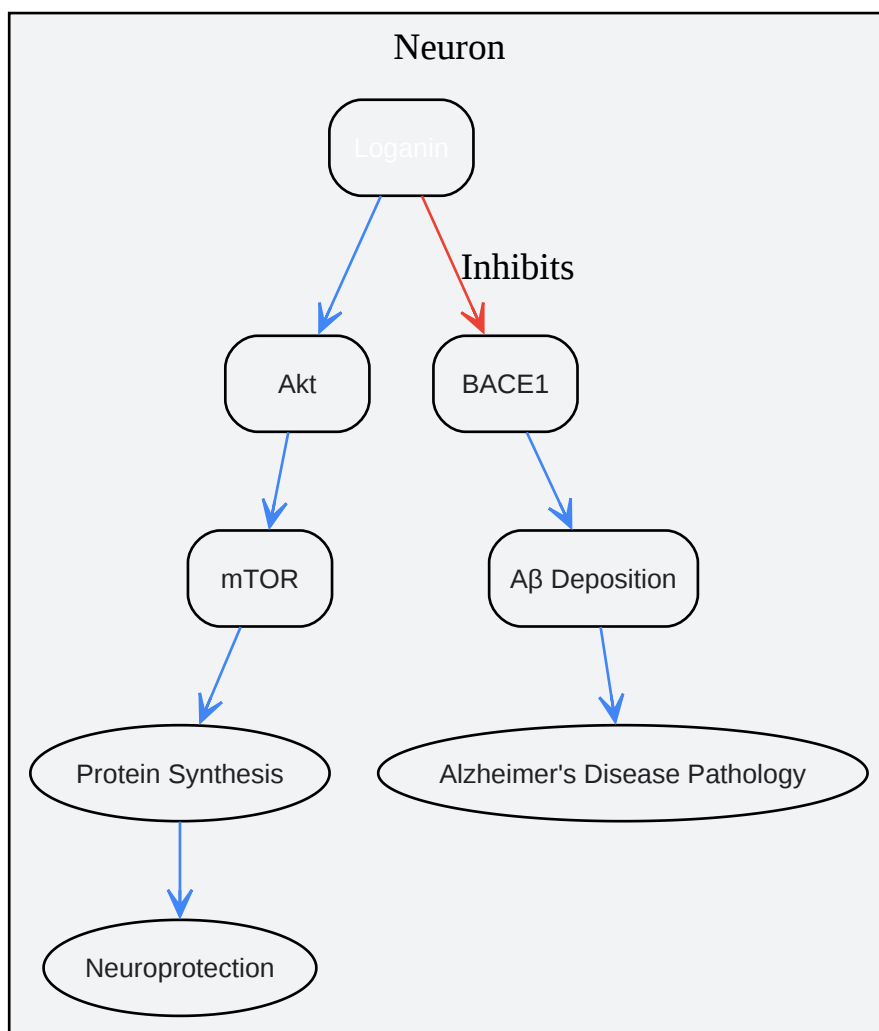 Neuron
Loganin
Inhibits
Akt
BACE1
mTOR
Aβ Deposition
Protein Synthesis
Alzheimer's Disease Pathology
Neuroprotection